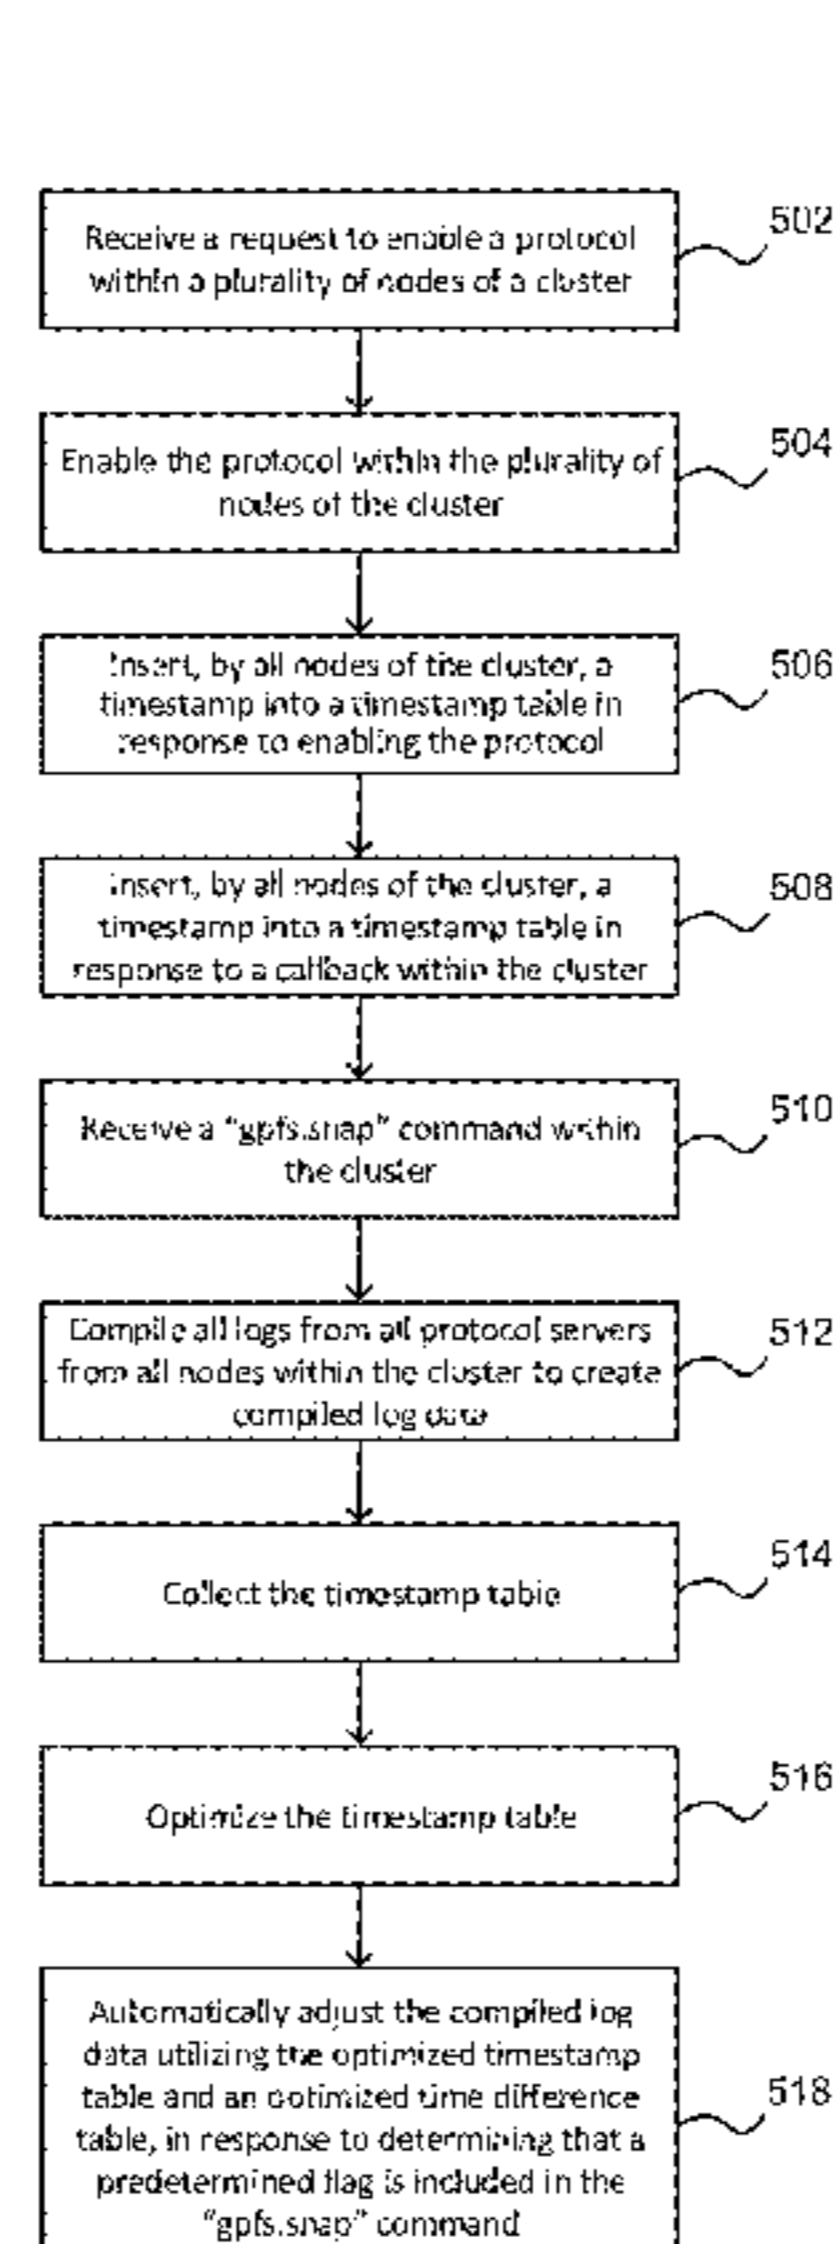 Receive a request to enable a protocol
within a plurality of nodes of a cluster
502
Enable the protocol within the plurality of
nodes of the cluster
504
Insert, by all nodes of the cluster, a
timestamp into a timestamp table in
response to enabling the protocol
506
Insert, by all nodes of the cluster, a
timestamp into a timestamp table in
response to a callback within the cluster
508
Receive a “gpfs.snap” command within
the cluster
510
Compile all logs from all protocol servers
from all nodes within the cluster to create
compiled log data
512
Collect the timestamp table
514
Optimize the timestamp table
516
Automatically adjust the compiled log
data utilizing the optimized timestamp
table and an optimized time difference
table, in response to determining that a
predetermined flag is included in the
“gpfs.snap” command
518